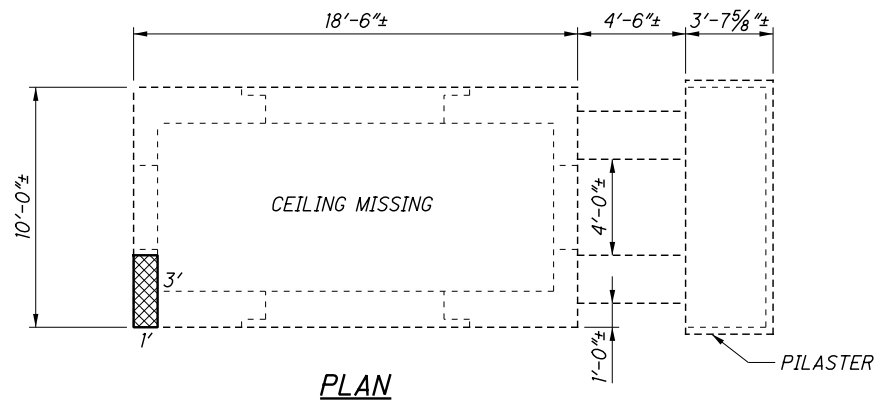 18'-6"±
4'-6"±
3'-7⅝"±
10'-0"±
CEILING MISSING
4'-0"±
3'
1'
1'-0"±
PILASTER
PLAN